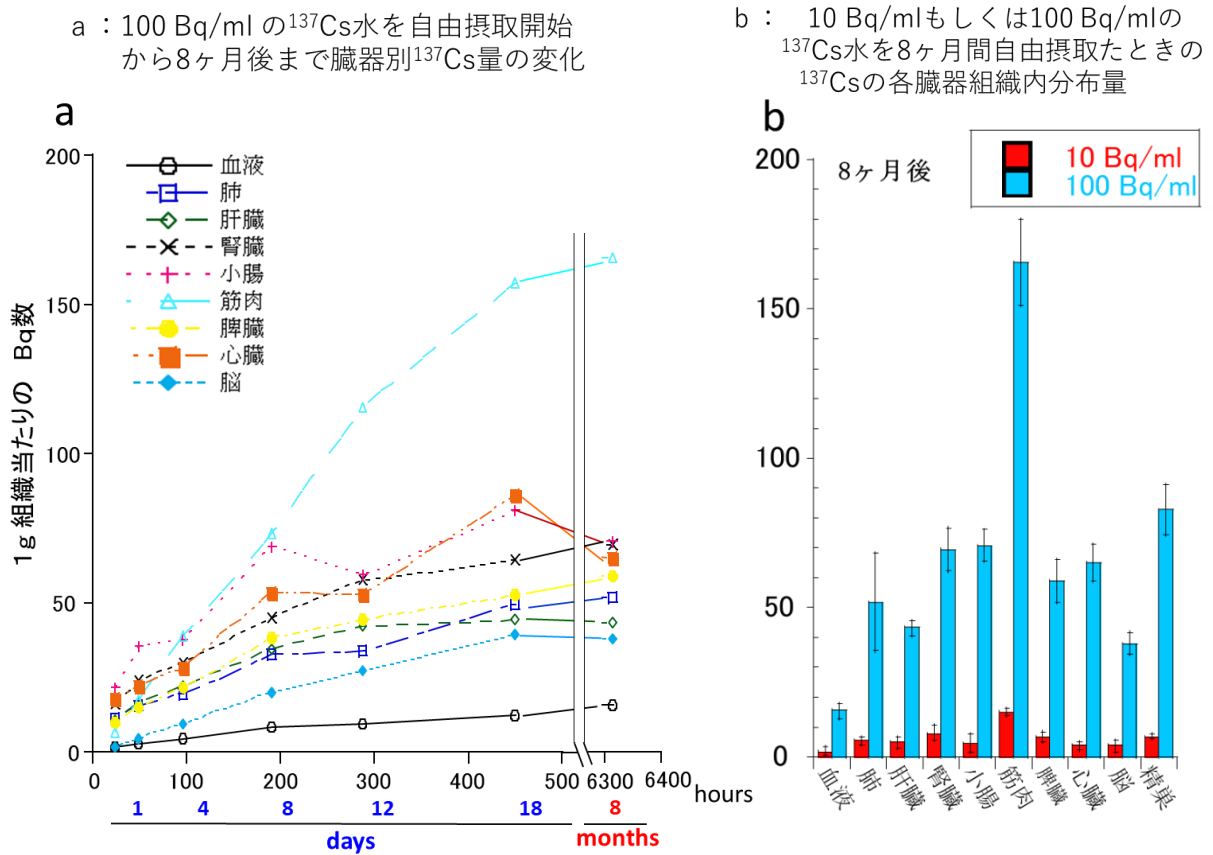 a ：100 Bq/ml の¹³⁷Cs水を自由摂取開始
から8ヶ月後まで臓器別¹³⁷Cs量の変化
b ： 10 Bq/mlもしくは100 Bq/mlの
¹³⁷Cs水を8ヶ月間自由摂取たときの
¹³⁷Csの各臓器組織内分布量
a
200
150
100
50
0
1g 組織当たりの Bq数
血液
肺
肝臓
腎臓
小腸
筋肉
脾臓
心臓
脳
0 100 200 300 400 500 6300 6400 hours
1 4 8 12 18 8
days months
b
200
150
100
50
0
8ヶ月後
10 Bq/ml
100 Bq/ml
血液 肺 肝臓 腎臓 小腸 筋肉 脾臓 心臓 脳 精巣